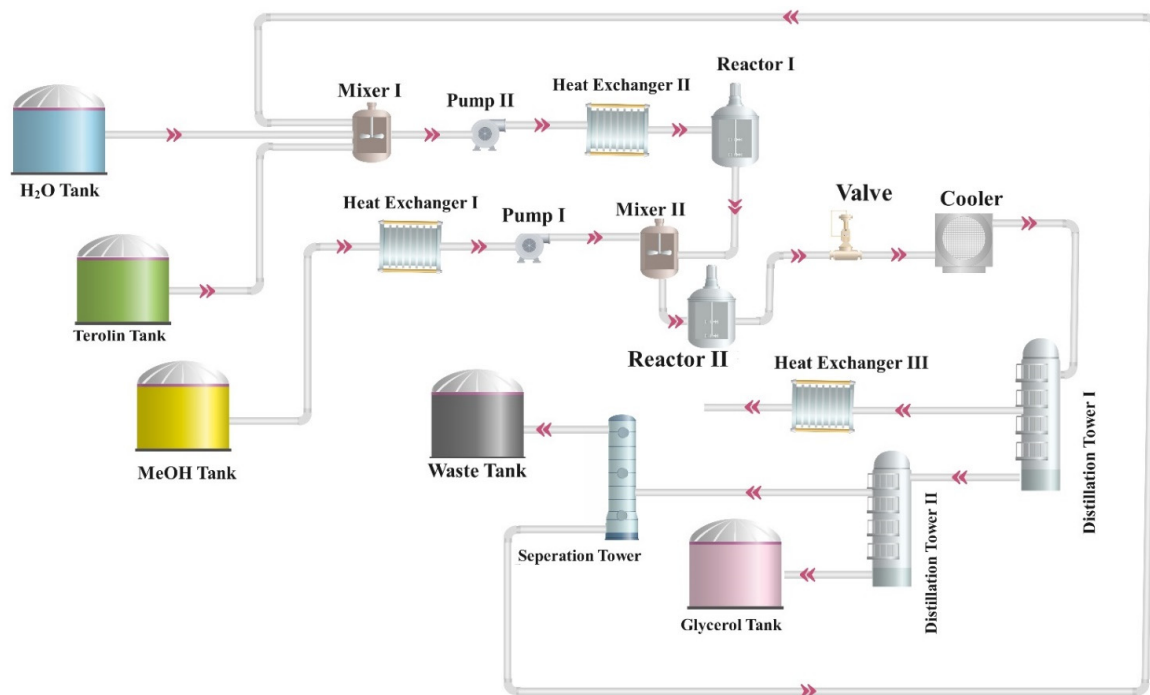 Reactor I
Heat Exchanger II
Mixer I
Pump II
H₂O Tank
Heat Exchanger I
Pump I
Mixer II
Valve
Cooler
Terolin Tank
Reactor II
Heat Exchanger III
MeOH Tank
Waste Tank
Distillation Tower I
Seperation Tower
Distillation Tower II
Glycerol Tank